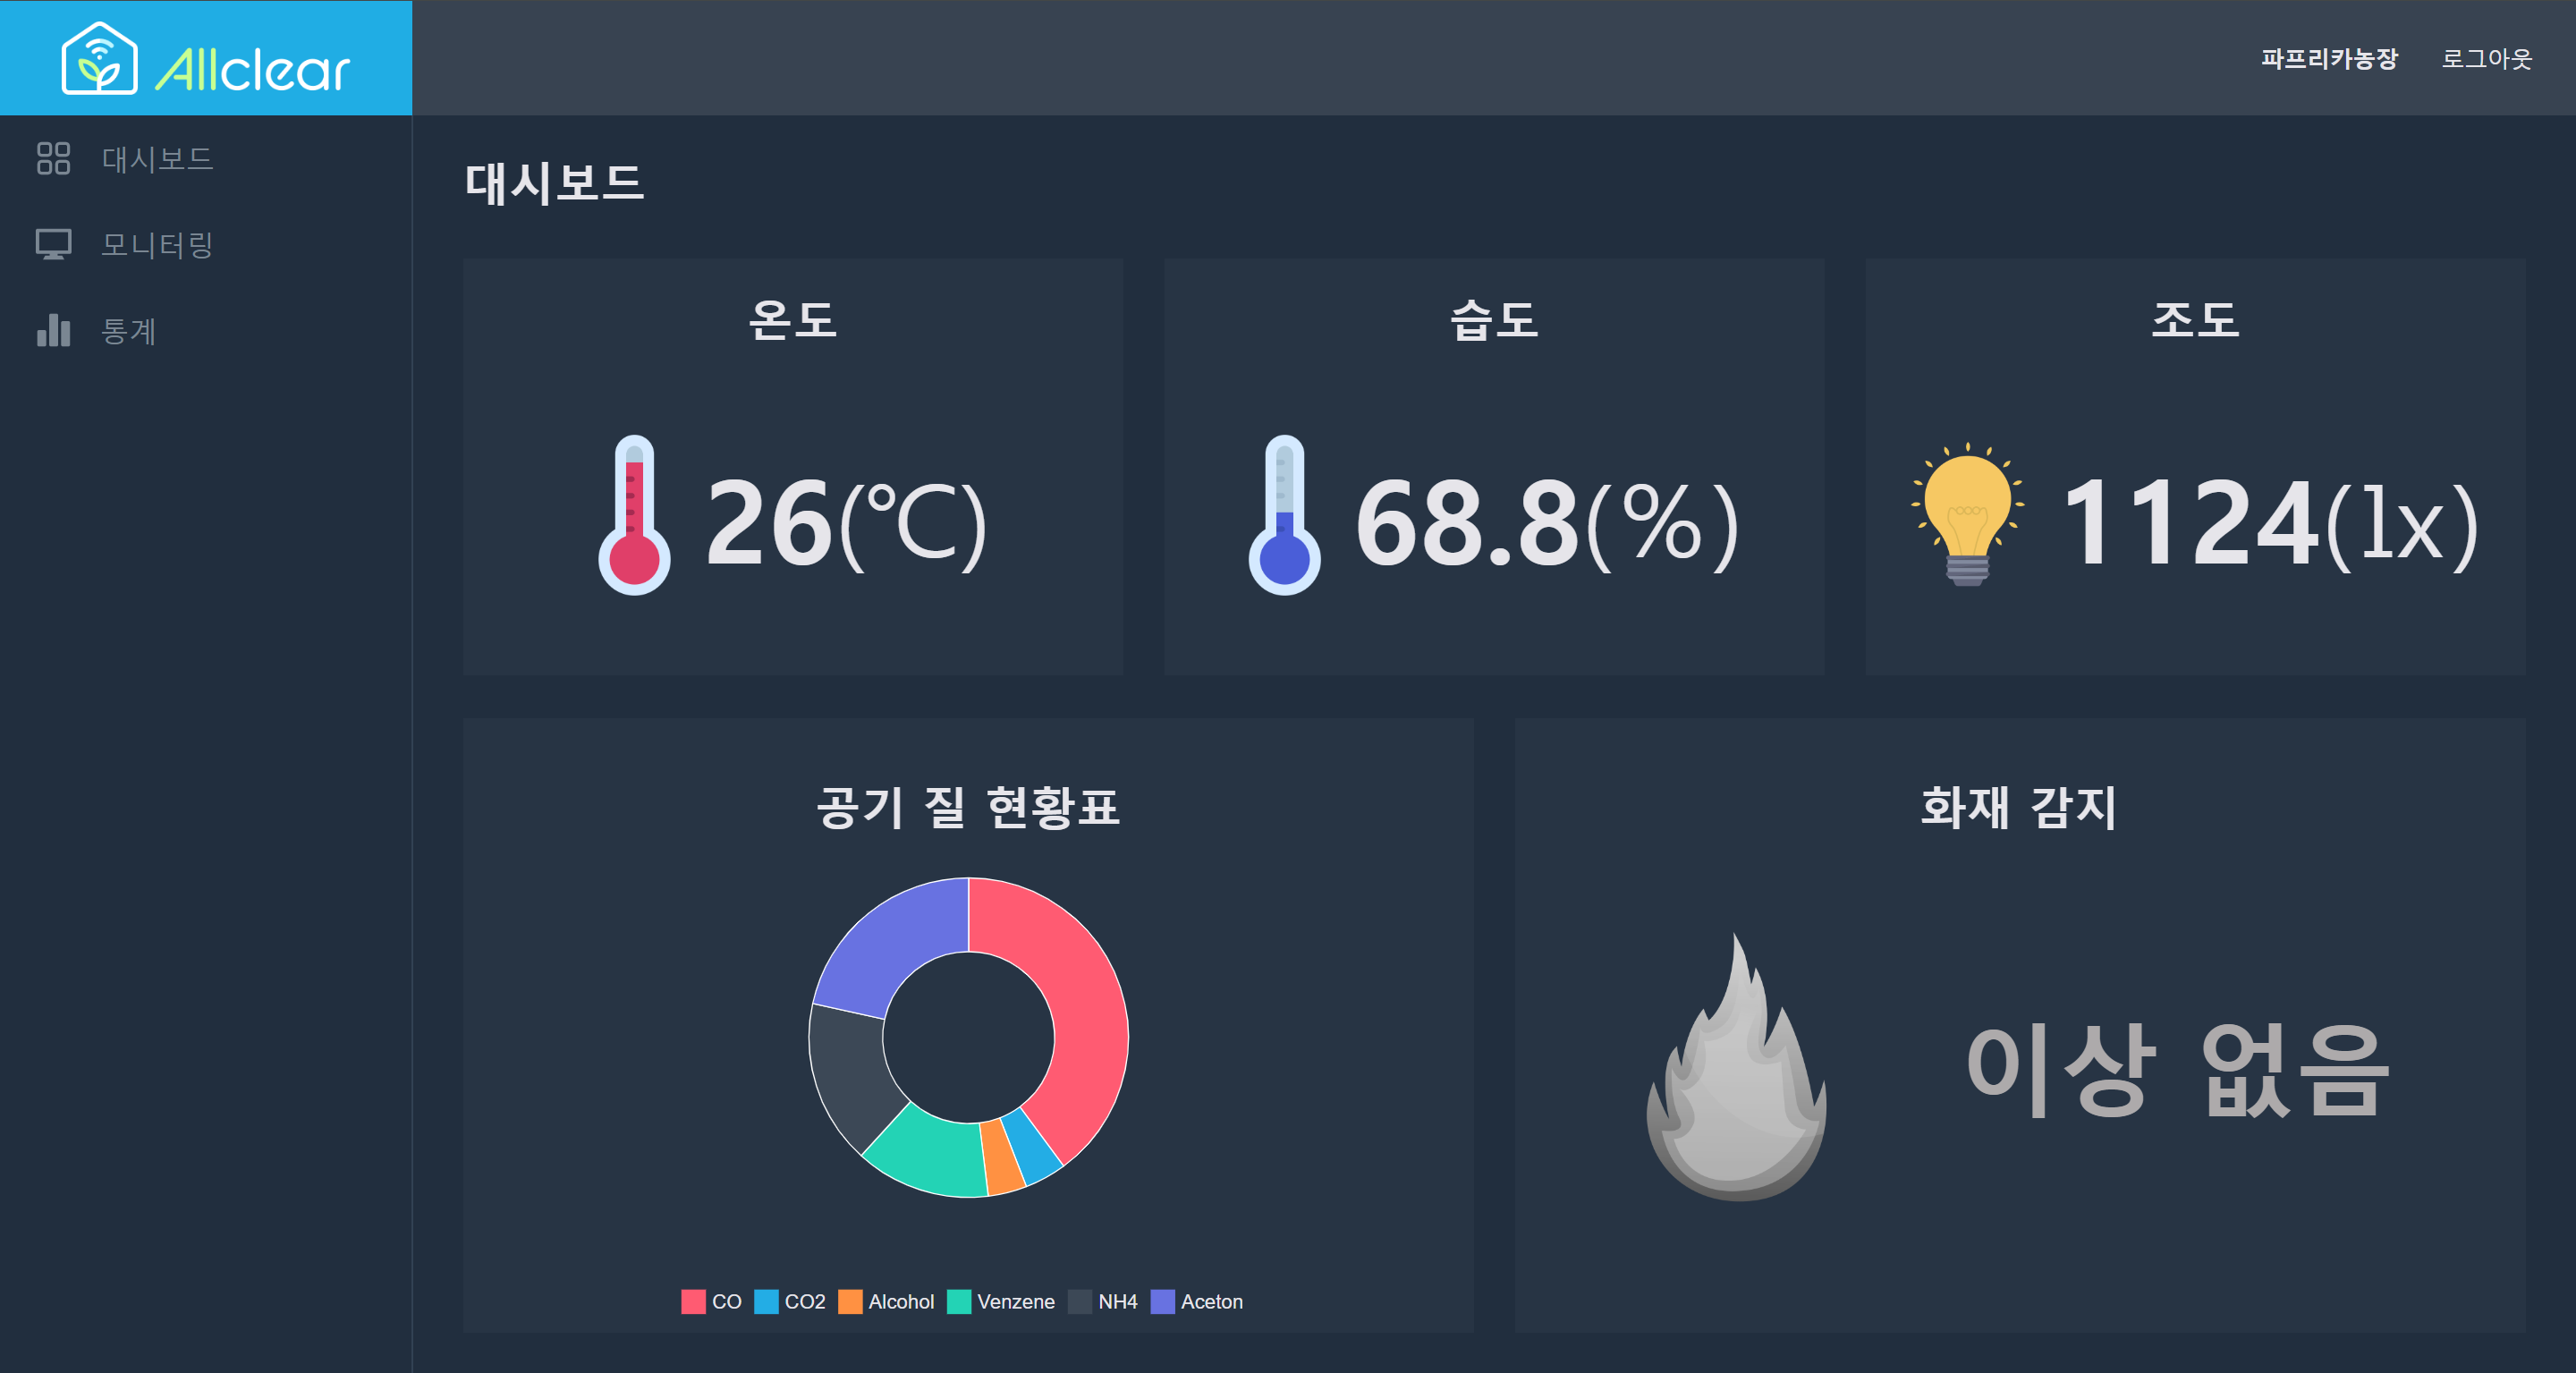 Allclear
파프리카농장 로그아웃
대시보드
모니터링
통계
대시보드
온도
26(℃)
습도
68.8(%)
조도
1124(lx)
공기 질 현황표
CO CO2 Alcohol Venzene NH4 Aceton
화재 감지
이상 없음